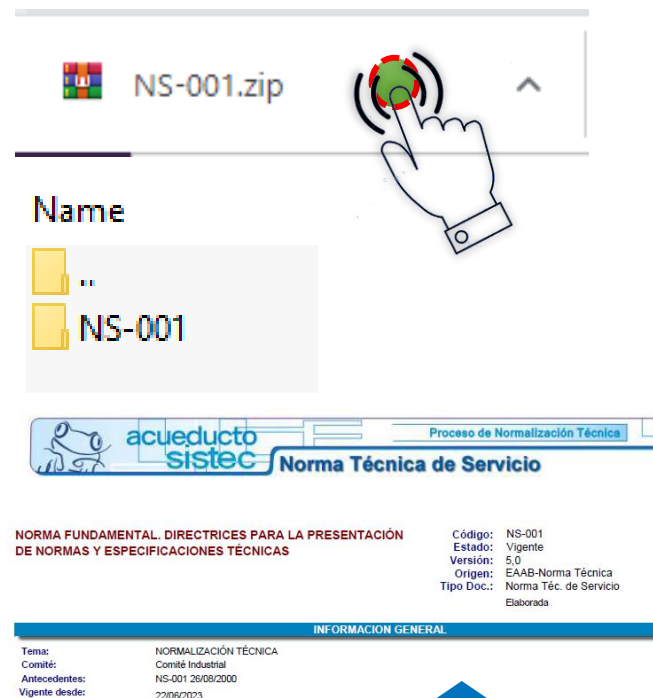 NS-001.zip
Name
..
NS-001
acueducto
sistec
Proceso de Normalización Técnica
Norma Técnica de Servicio
NORMA FUNDAMENTAL. DIRECTRICES PARA LA PRESENTACIÓN
DE NORMAS Y ESPECIFICACIONES TÉCNICAS
Código: NS-001
Estado: Vigente
Versión: 5,0
Origen: EAAB-Norma Técnica
Tipo Doc.: Norma Téc. de Servicio
Elaborada
INFORMACION GENERAL
Tema: NORMALIZACIÓN TÉCNICA
Comité: Comité Industrial
Antecedentes: NS-001 26/08/2000
Vigente desde: 22/06/2023